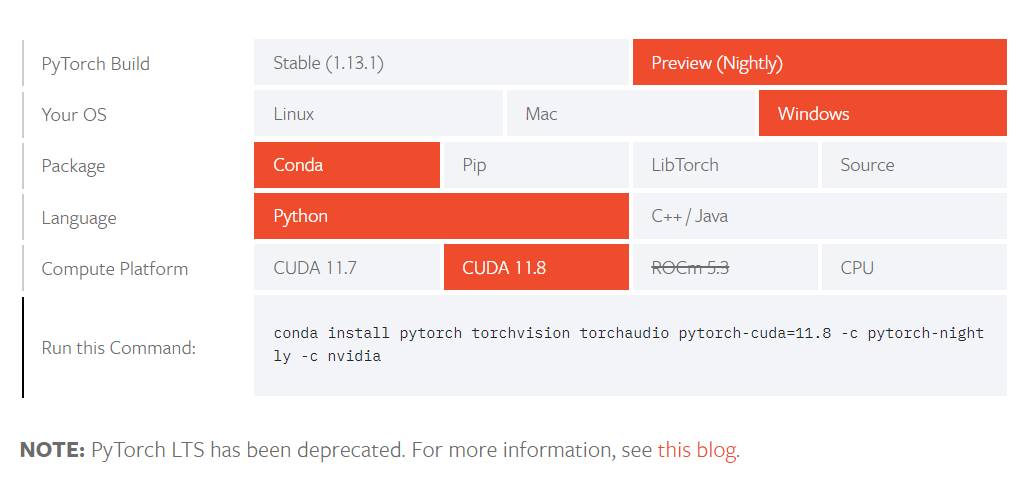 PyTorch Build Stable (1.13.1) Preview (Nightly)
Your OS Linux Mac Windows
Package Conda Pip LibTorch Source
Language Python C++ / Java
Compute Platform CUDA 11.7 CUDA 11.8 ROCm 5.3 CPU
Run this Command: conda install pytorch torchvision torchaudio pytorch-cuda=11.8 -c pytorch-night
ly -c nvidia
NOTE: PyTorch LTS has been deprecated. For more information, see this blog.